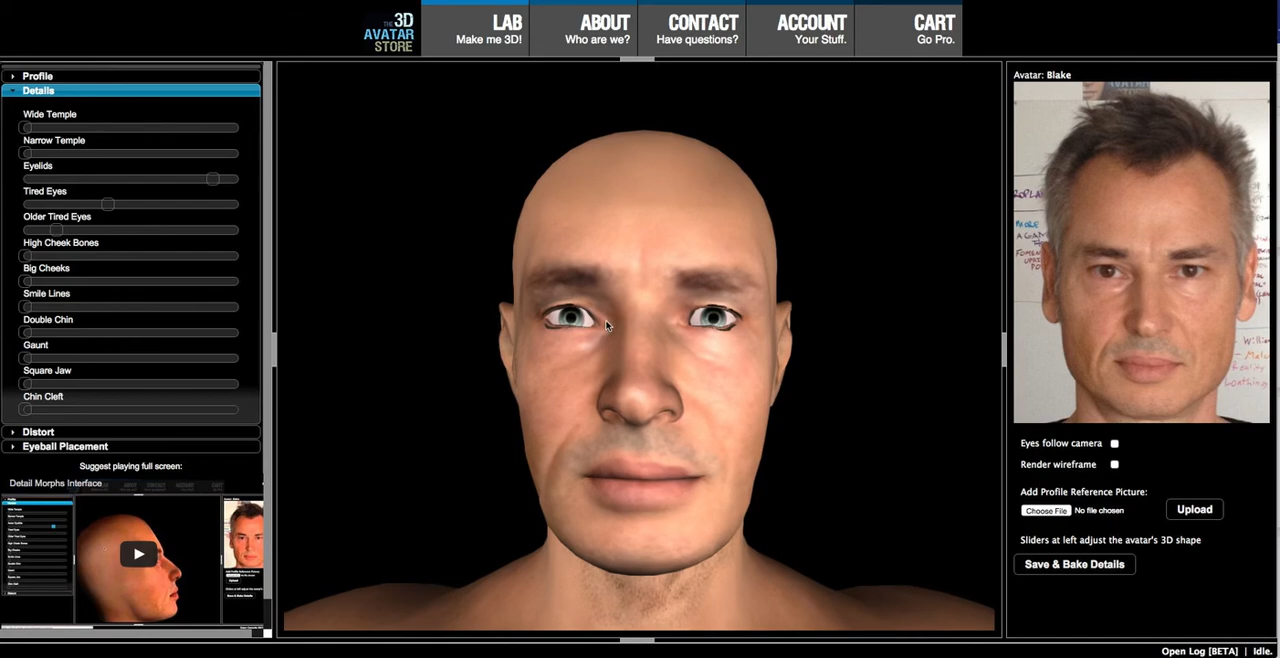 THE
3D
AVATAR
STORE
LAB
Make me 3D!
ABOUT
Who are we?
CONTACT
Have questions?
ACCOUNT
Your Stuff.
CART
Go Pro.
Profile
Details
Wide Temple
Narrow Temple
Eyelids
Tired Eyes
Older Tired Eyes
High Cheek Bones
Big Cheeks
Smile Lines
Double Chin
Gaunt
Square Jaw
Chin Cleft
Distort
Eyeball Placement
Suggest playing full screen:
Detail Morphs Interface
Avatar: Blake
MORE
Eyes follow camera
Render wireframe
Add Profile Reference Picture:
Choose File No file chosen
Upload
Sliders at left adjust the avatar's 3D shape
Save & Bake Details
Open Log [BETA] | Idle.